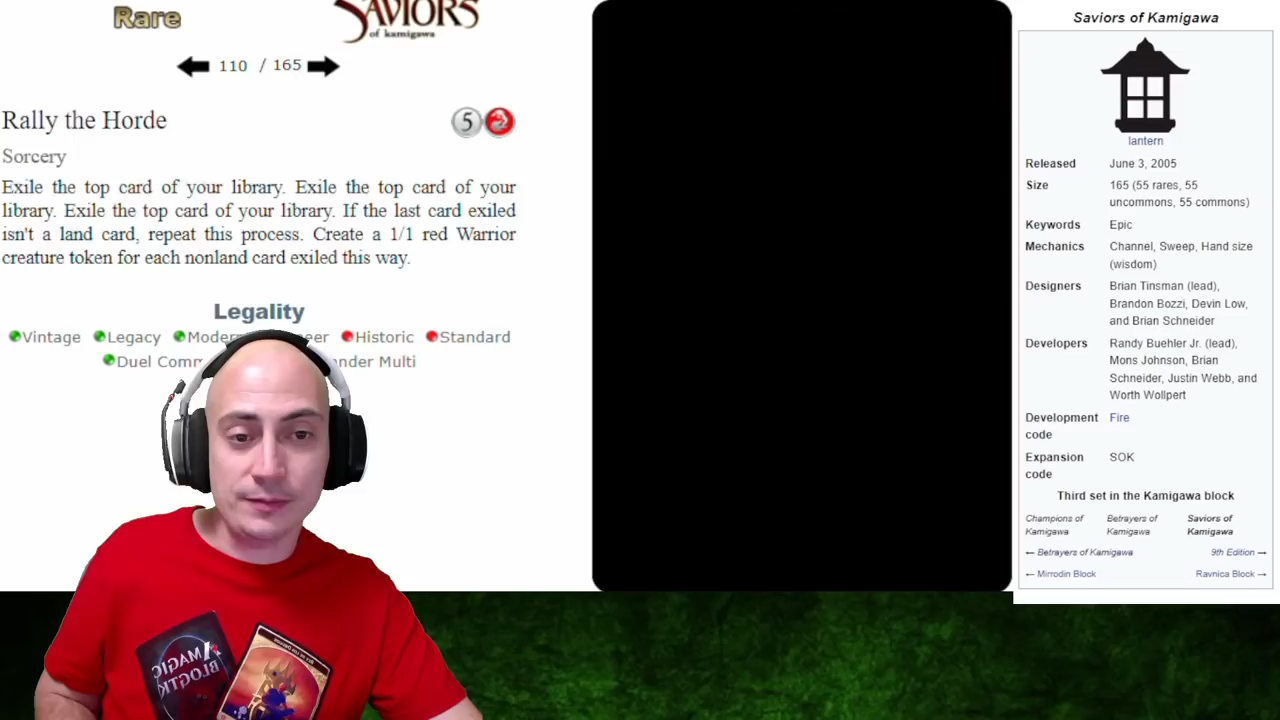 Rare
SAVIORS
of kamigawa
110 / 165
Rally the Horde
5
Sorcery
Exile the top card of your library. Exile the top card of your
library. Exile the top card of your library. If the last card exiled
isn't a land card, repeat this process. Create a 1/1 red Warrior
creature token for each nonland card exiled this way.
Legality
Vintage Legacy Historic Standard
Duel Multi
MAGIC
BLOGTK
Saviors of Kamigawa
lantern
Released June 3, 2005
Size 165 (55 rares, 55
uncommons, 55 commons)
Keywords Epic
Mechanics Channel, Sweep, Hand size
(wisdom)
Designers Brian Tinsman (lead),
Brandon Bozzi, Devin Low,
and Brian Schneider
Developers Randy Buehler Jr. (lead),
Mons Johnson, Brian
Schneider, Justin Webb, and
Worth Wollpert
Development Fire
code
Expansion SOK
code
Third set in the Kamigawa block
Champions of Betrayers of Saviors of
Kamigawa Kamigawa Kamigawa
← Betrayers of Kamigawa 9th Edition →
← Mirrodin Block Ravnica Block →